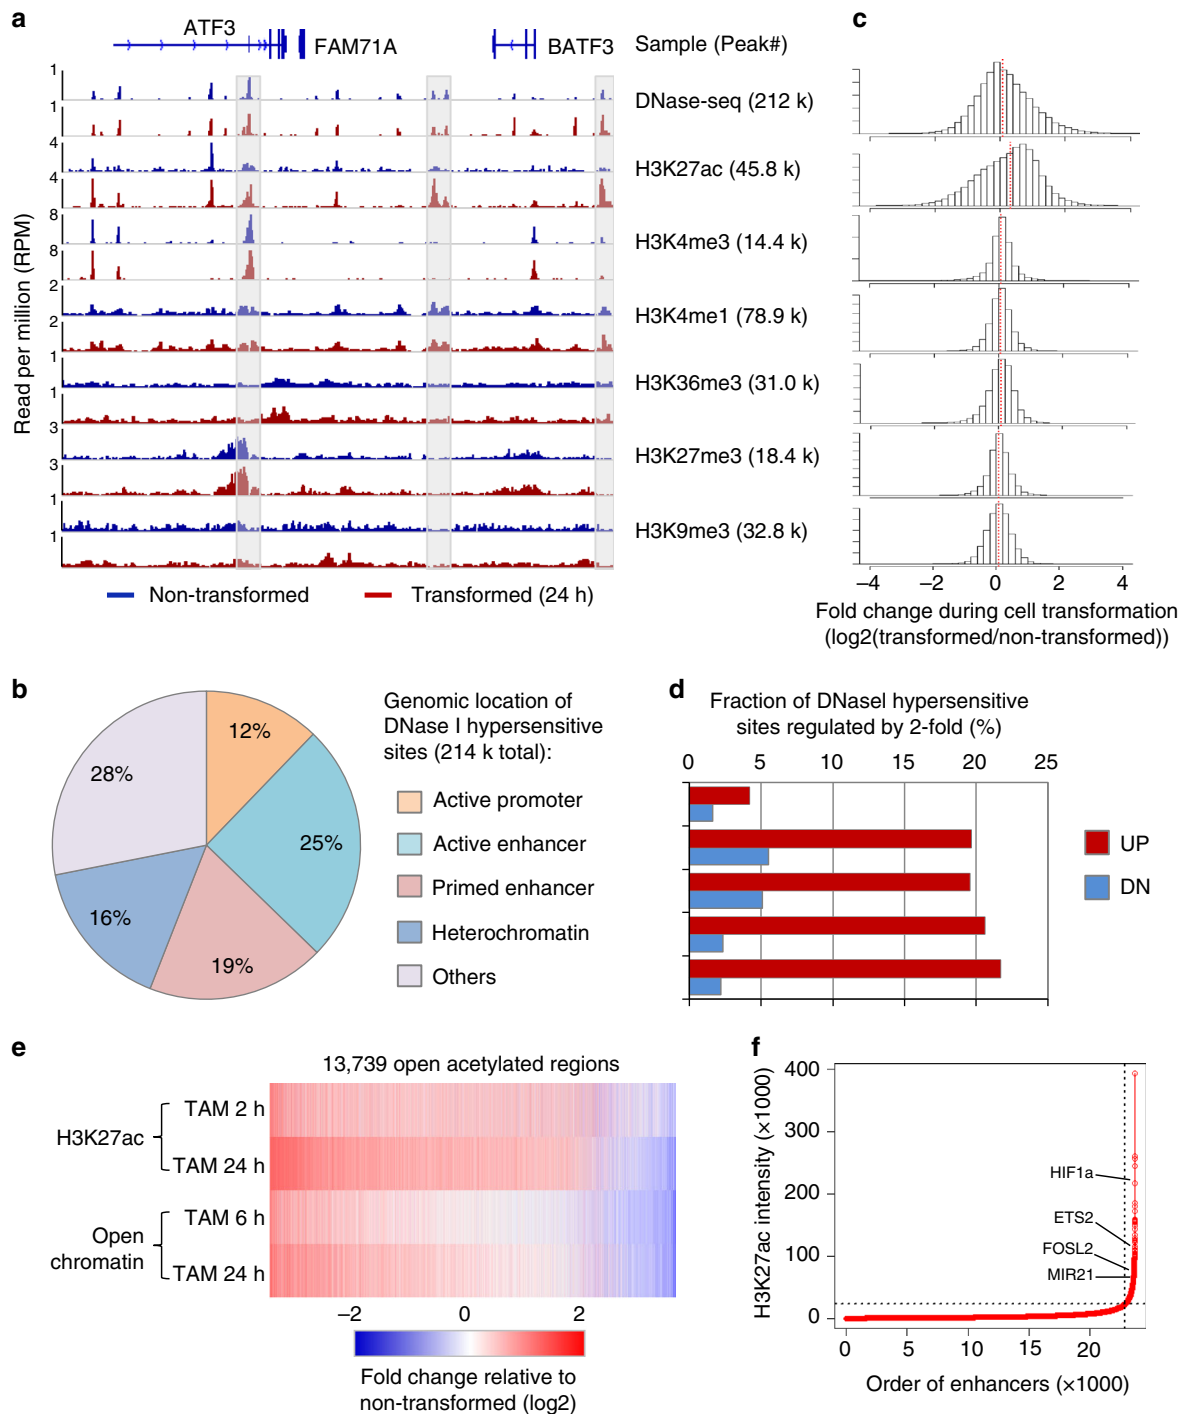 a
ATF3
FAM71A
BATF3
Sample (Peak#)
c
Read per million (RPM)
1
1
4
4
8
8
2
2
1
1
3
3
1
1
DNase-seq (212 k)
H3K27ac (45.8 k)
H3K4me3 (14.4 k)
H3K4me1 (78.9 k)
H3K36me3 (31.0 k)
H3K27me3 (18.4 k)
H3K9me3 (32.8 k)
Non-transformed
Transformed (24 h)
−4 −2 0 2 4
Fold change during cell transformation
(log2(transformed/non-transformed))
b
12%
25%
19%
16%
28%
Genomic location of
DNase I hypersensitive
sites (214 k total):
Active promoter
Active enhancer
Primed enhancer
Heterochromatin
Others
d
Fraction of DNaseI hypersensitive
sites regulated by 2-fold (%)
0 5 10 15 20 25
UP
DN
e
13,739 open acetylated regions
H3K27ac
TAM 2 h
TAM 24 h
Open
chromatin
TAM 6 h
TAM 24 h
−2 0 2
Fold change relative to
non-transformed (log2)
f
H3K27ac intensity (×1000)
400
300
200
100
0
HIF1a
ETS2
FOSL2
MIR21
0 5 10 15 20
Order of enhancers (×1000)